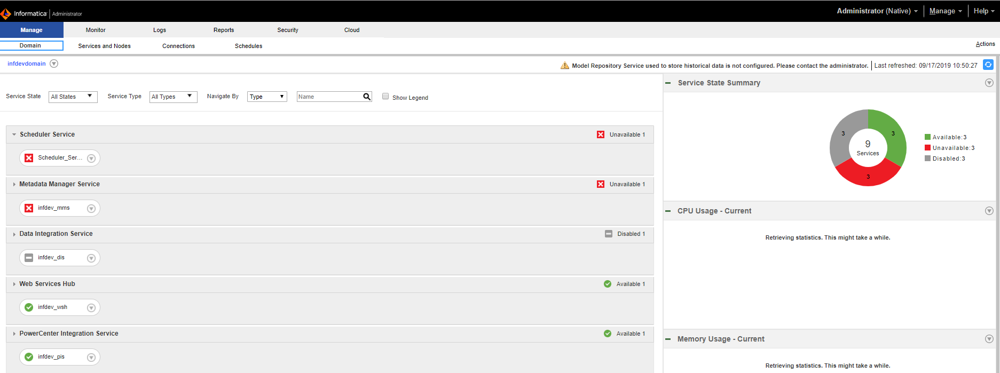 Informatica | Administrator
Administrator (Native) Manage Help
Manage Monitor Logs Reports Security Cloud
Domain Services and Nodes Connections Schedules Actions
infdevdomain
Model Repository Service used to store historical data is not configured. Please contact the administrator. Last refreshed: 09/17/2019 10:50:27
Service State All States Service Type All Types Navigate By Type Name Show Legend
Scheduler Service Unavailable 1
Scheduler_Ser...
Metadata Manager Service Unavailable 1
infdev_mms
Data Integration Service Disabled 1
infdev_dis
Web Services Hub Available 1
infdev_wsh
PowerCenter Integration Service Available 1
infdev_pis
Service State Summary
3 3
9
Services
3
Available:3
Unavailable:3
Disabled:3
CPU Usage - Current
Retrieving statistics. This might take a while.
Memory Usage - Current
Retrieving statistics. This might take a while.